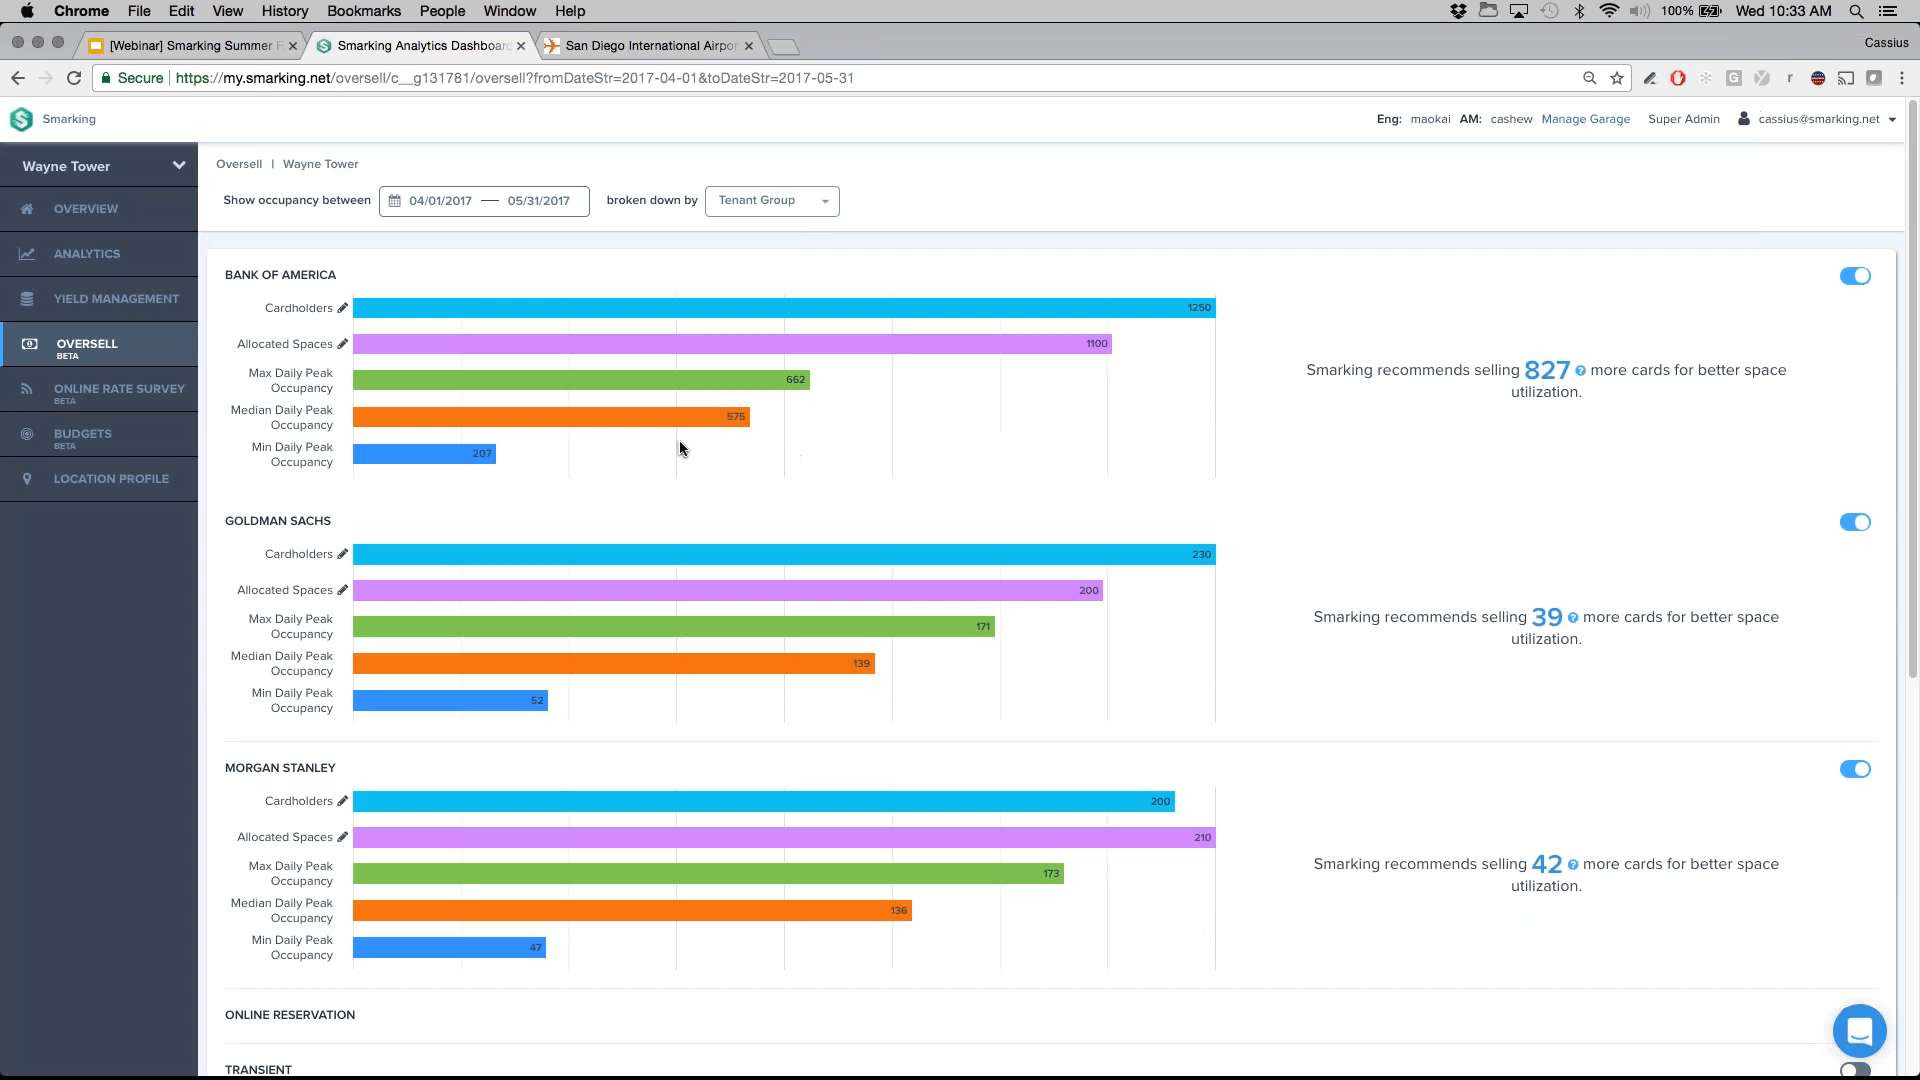 Chrome File Edit View History Bookmarks People Window Help 100% Wed 10:33 AM
[Webinar] Smarking Summer R Smarking Analytics Dashboard San Diego International Airpor Cassius
Secure https://my.smarking.net/oversell/c__g131781/oversell?fromDateStr=2017-04-01&toDateStr=2017-05-31
Smarking Eng: maokai AM: cashew Manage Garage Super Admin cassius@smarking.net
Wayne Tower
OVERVIEW
ANALYTICS
YIELD MANAGEMENT
OVERSELL
BETA
ONLINE RATE SURVEY
BETA
BUDGETS
BETA
LOCATION PROFILE
Oversell | Wayne Tower
Show occupancy between 04/01/2017 — 05/31/2017 broken down by Tenant Group
BANK OF AMERICA
Cardholders 1250
Allocated Spaces 1100
Max Daily Peak
Occupancy 662
Median Daily Peak
Occupancy 575
Min Daily Peak
Occupancy 207
Smarking recommends selling 827 more cards for better space
utilization.
GOLDMAN SACHS
Cardholders 230
Allocated Spaces 200
Max Daily Peak
Occupancy 171
Median Daily Peak
Occupancy 139
Min Daily Peak
Occupancy 52
Smarking recommends selling 39 more cards for better space
utilization.
MORGAN STANLEY
Cardholders 200
Allocated Spaces 210
Max Daily Peak
Occupancy 173
Median Daily Peak
Occupancy 136
Min Daily Peak
Occupancy 47
Smarking recommends selling 42 more cards for better space
utilization.
ONLINE RESERVATION
TRANSIENT